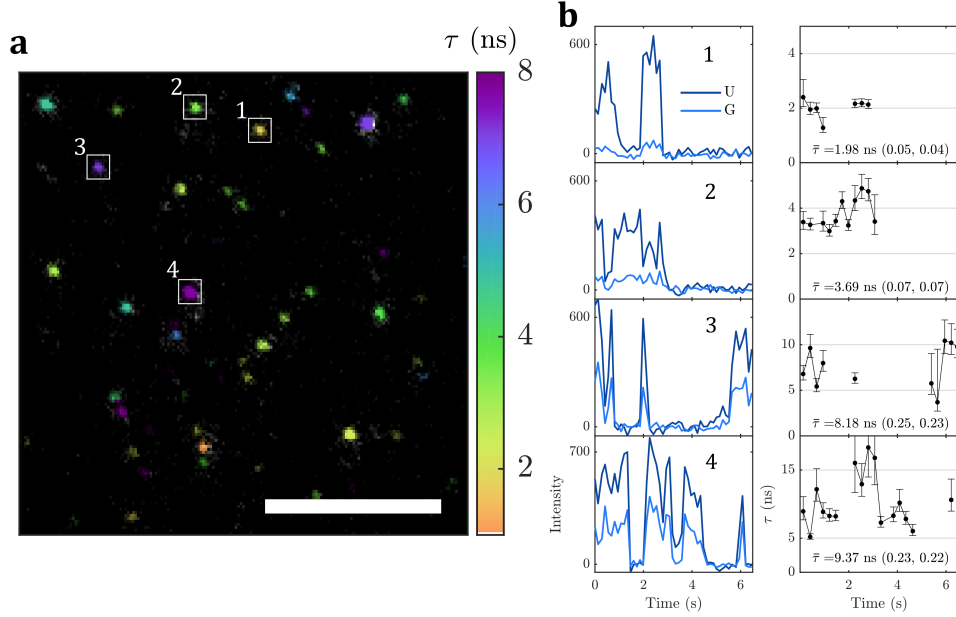 a
τ (ns)
8
6
4
2
1
2
3
4
b
600
0
1
U
G
600
0
2
600
0
3
700
0
4
Intensity
0 2 4 6
Time (s)
4
2
0
τ̄ =1.98 ns (0.05, 0.04)
4
2
0
τ̄ =3.69 ns (0.07, 0.07)
10
5
0
τ̄ =8.18 ns (0.25, 0.23)
15
5
0
τ (ns)
τ̄ =9.37 ns (0.23, 0.22)
2 4 6
Time (s)